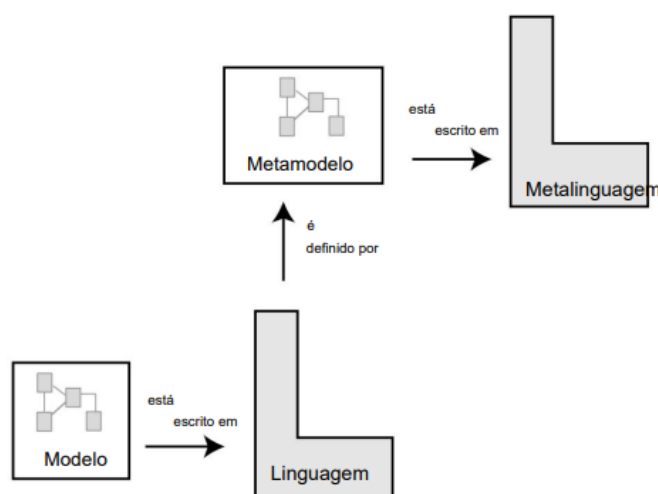 Metamodelo
está
escrito em
Metalinguagem
é
definido por
Modelo
está
escrito em
Linguagem